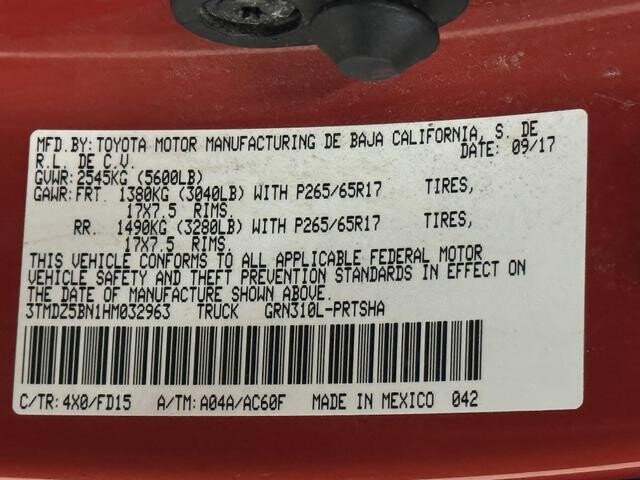 MFD.BY:TOYOTA MOTOR MANUFACTURING DE BAJA CALIFORNIA, S. DE
R.L. DE C.V. DATE: 09/17
GVWR:2545KG (5600LB)
GAWR:FRT. 1380KG (3040LB) WITH P265/65R17 TIRES,
17X7.5 RIMS.
RR. 1490KG (3280LB) WITH P265/65R17 TIRES,
17X7.5 RIMS.
THIS VEHICLE CONFORMS TO ALL APPLICABLE FEDERAL MOTOR
VEHICLE SAFETY AND THEFT PREVENTION STANDARDS IN EFFECT ON
THE DATE OF MANUFACTURE SHOWN ABOVE.
3TMDZ5BN1HM032963 TRUCK GRN310L-PRTSHA
C/TR:4X0/FD15 A/TM:A04A/AC60F MADE IN MEXICO 042